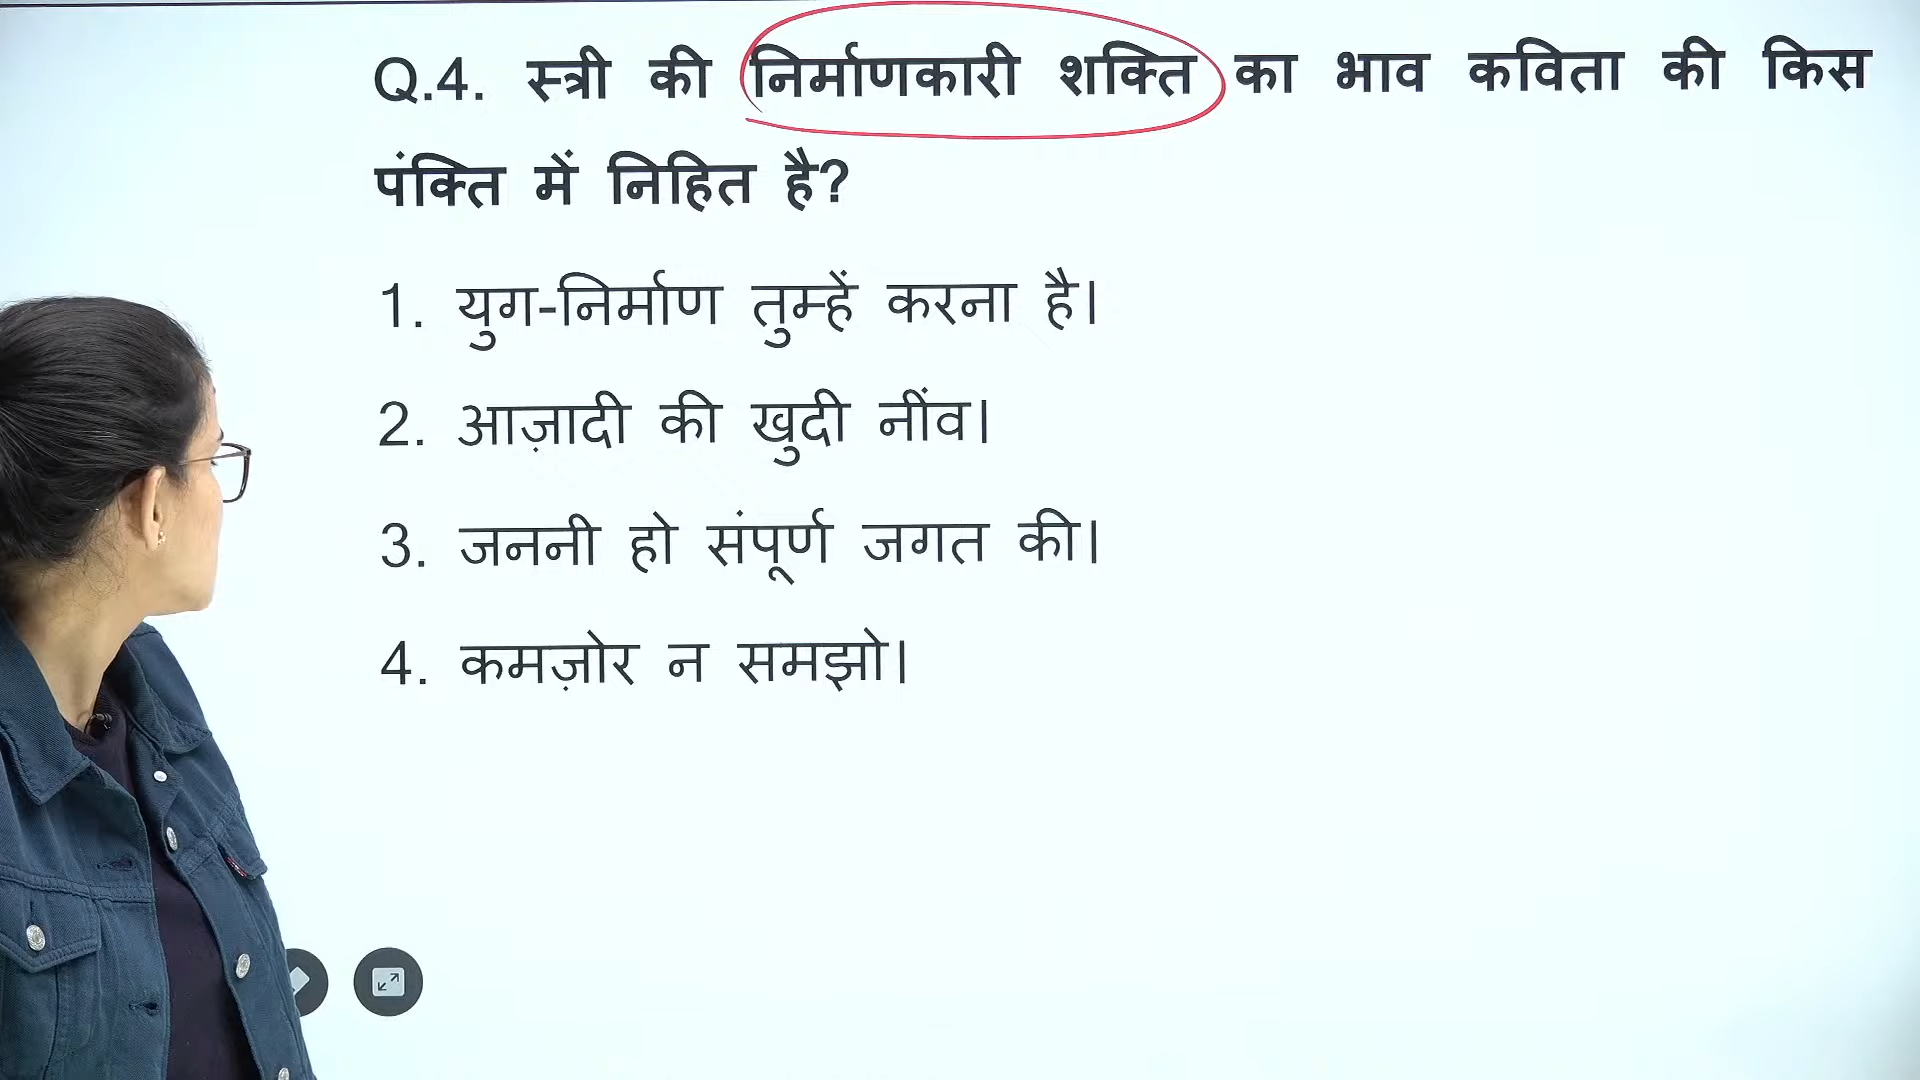 Q.4. स्त्री की निर्माणकारी शक्ति का भाव कविता की किस
पंक्ति में निहित है?
1. युग-निर्माण तुम्हें करना है।
2. आज़ादी की खुदी नींव।
3. जननी हो संपूर्ण जगत की।
4. कमज़ोर न समझो।